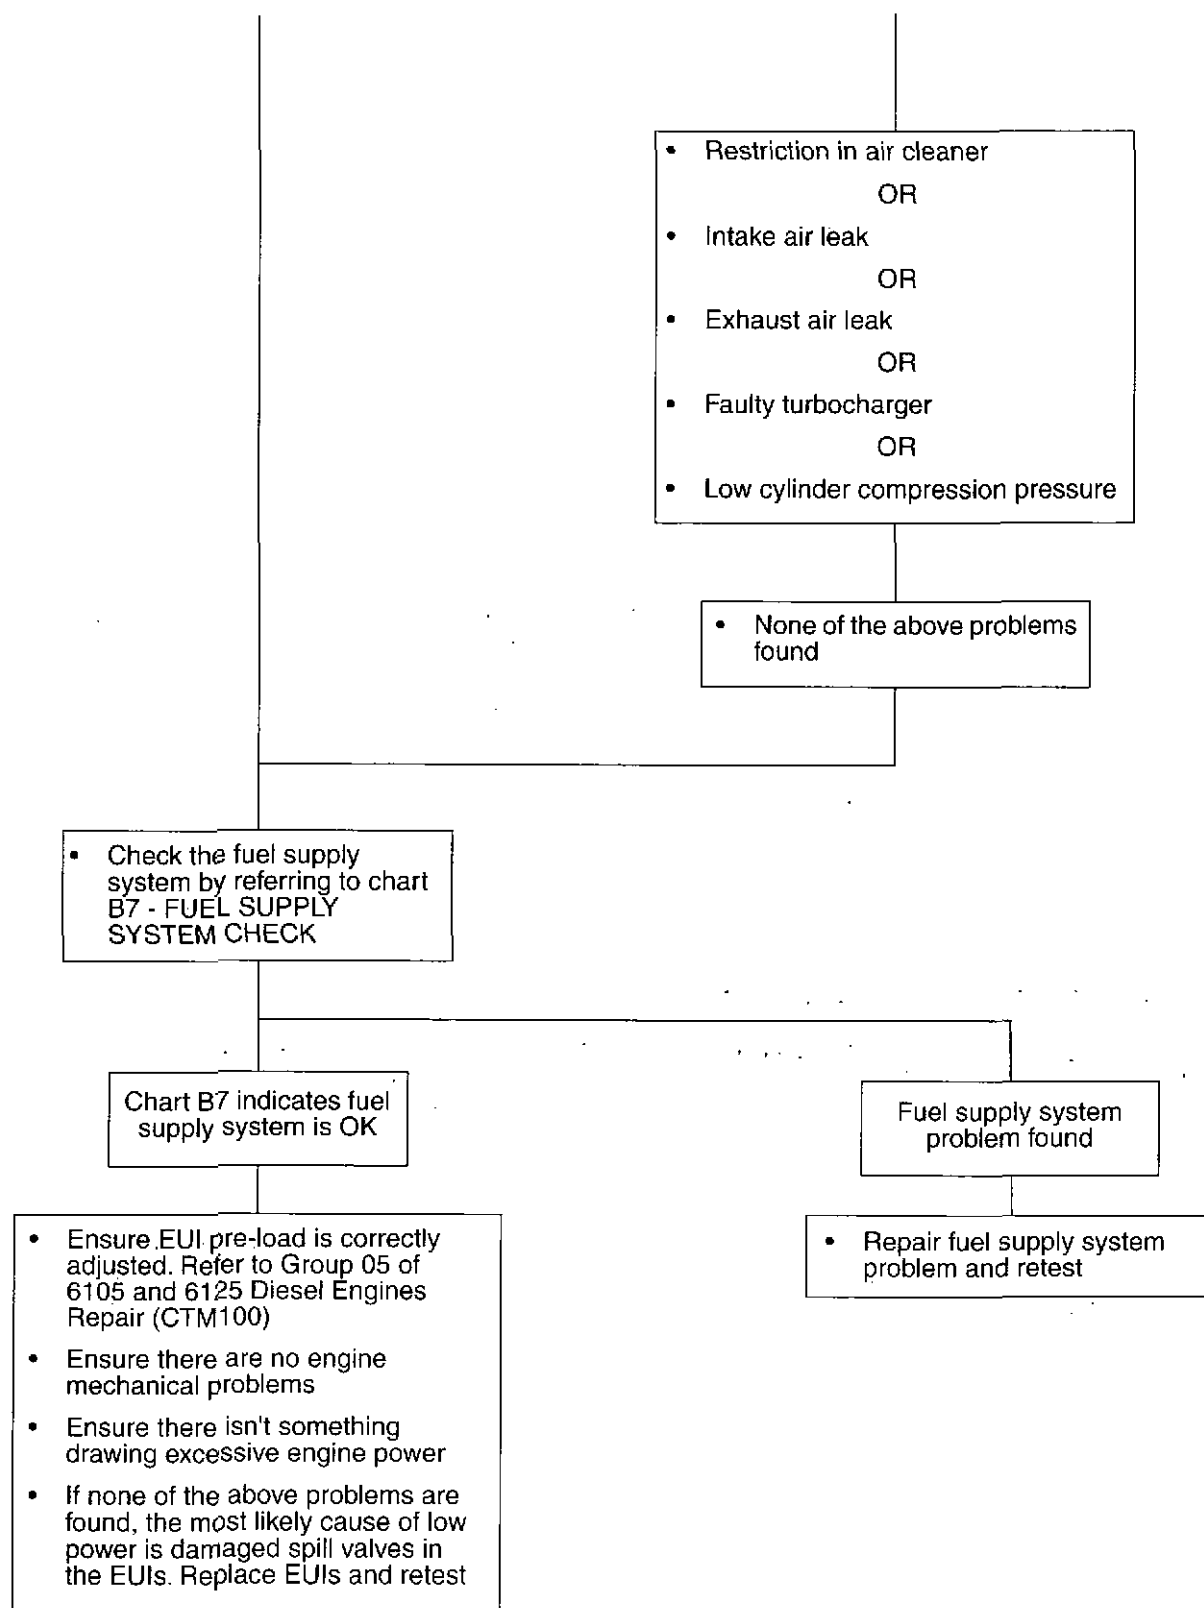 • Restriction in air cleaner
OR
• Intake air leak
OR
• Exhaust air leak
OR
• Faulty turbocharger
OR
• Low cylinder compression pressure
• None of the above problems
found
• Check the fuel supply
system by referring to chart
B7 - FUEL SUPPLY
SYSTEM CHECK
Chart B7 indicates fuel
supply system is OK
Fuel supply system
problem found
• Ensure EUI pre-load is correctly
adjusted. Refer to Group 05 of
6105 and 6125 Diesel Engines
Repair (CTM100)
• Ensure there are no engine
mechanical problems
• Ensure there isn't something
drawing excessive engine power
• If none of the above problems are
found, the most likely cause of low
power is damaged spill valves in
the EUIs. Replace EUIs and retest
• Repair fuel supply system
problem and retest